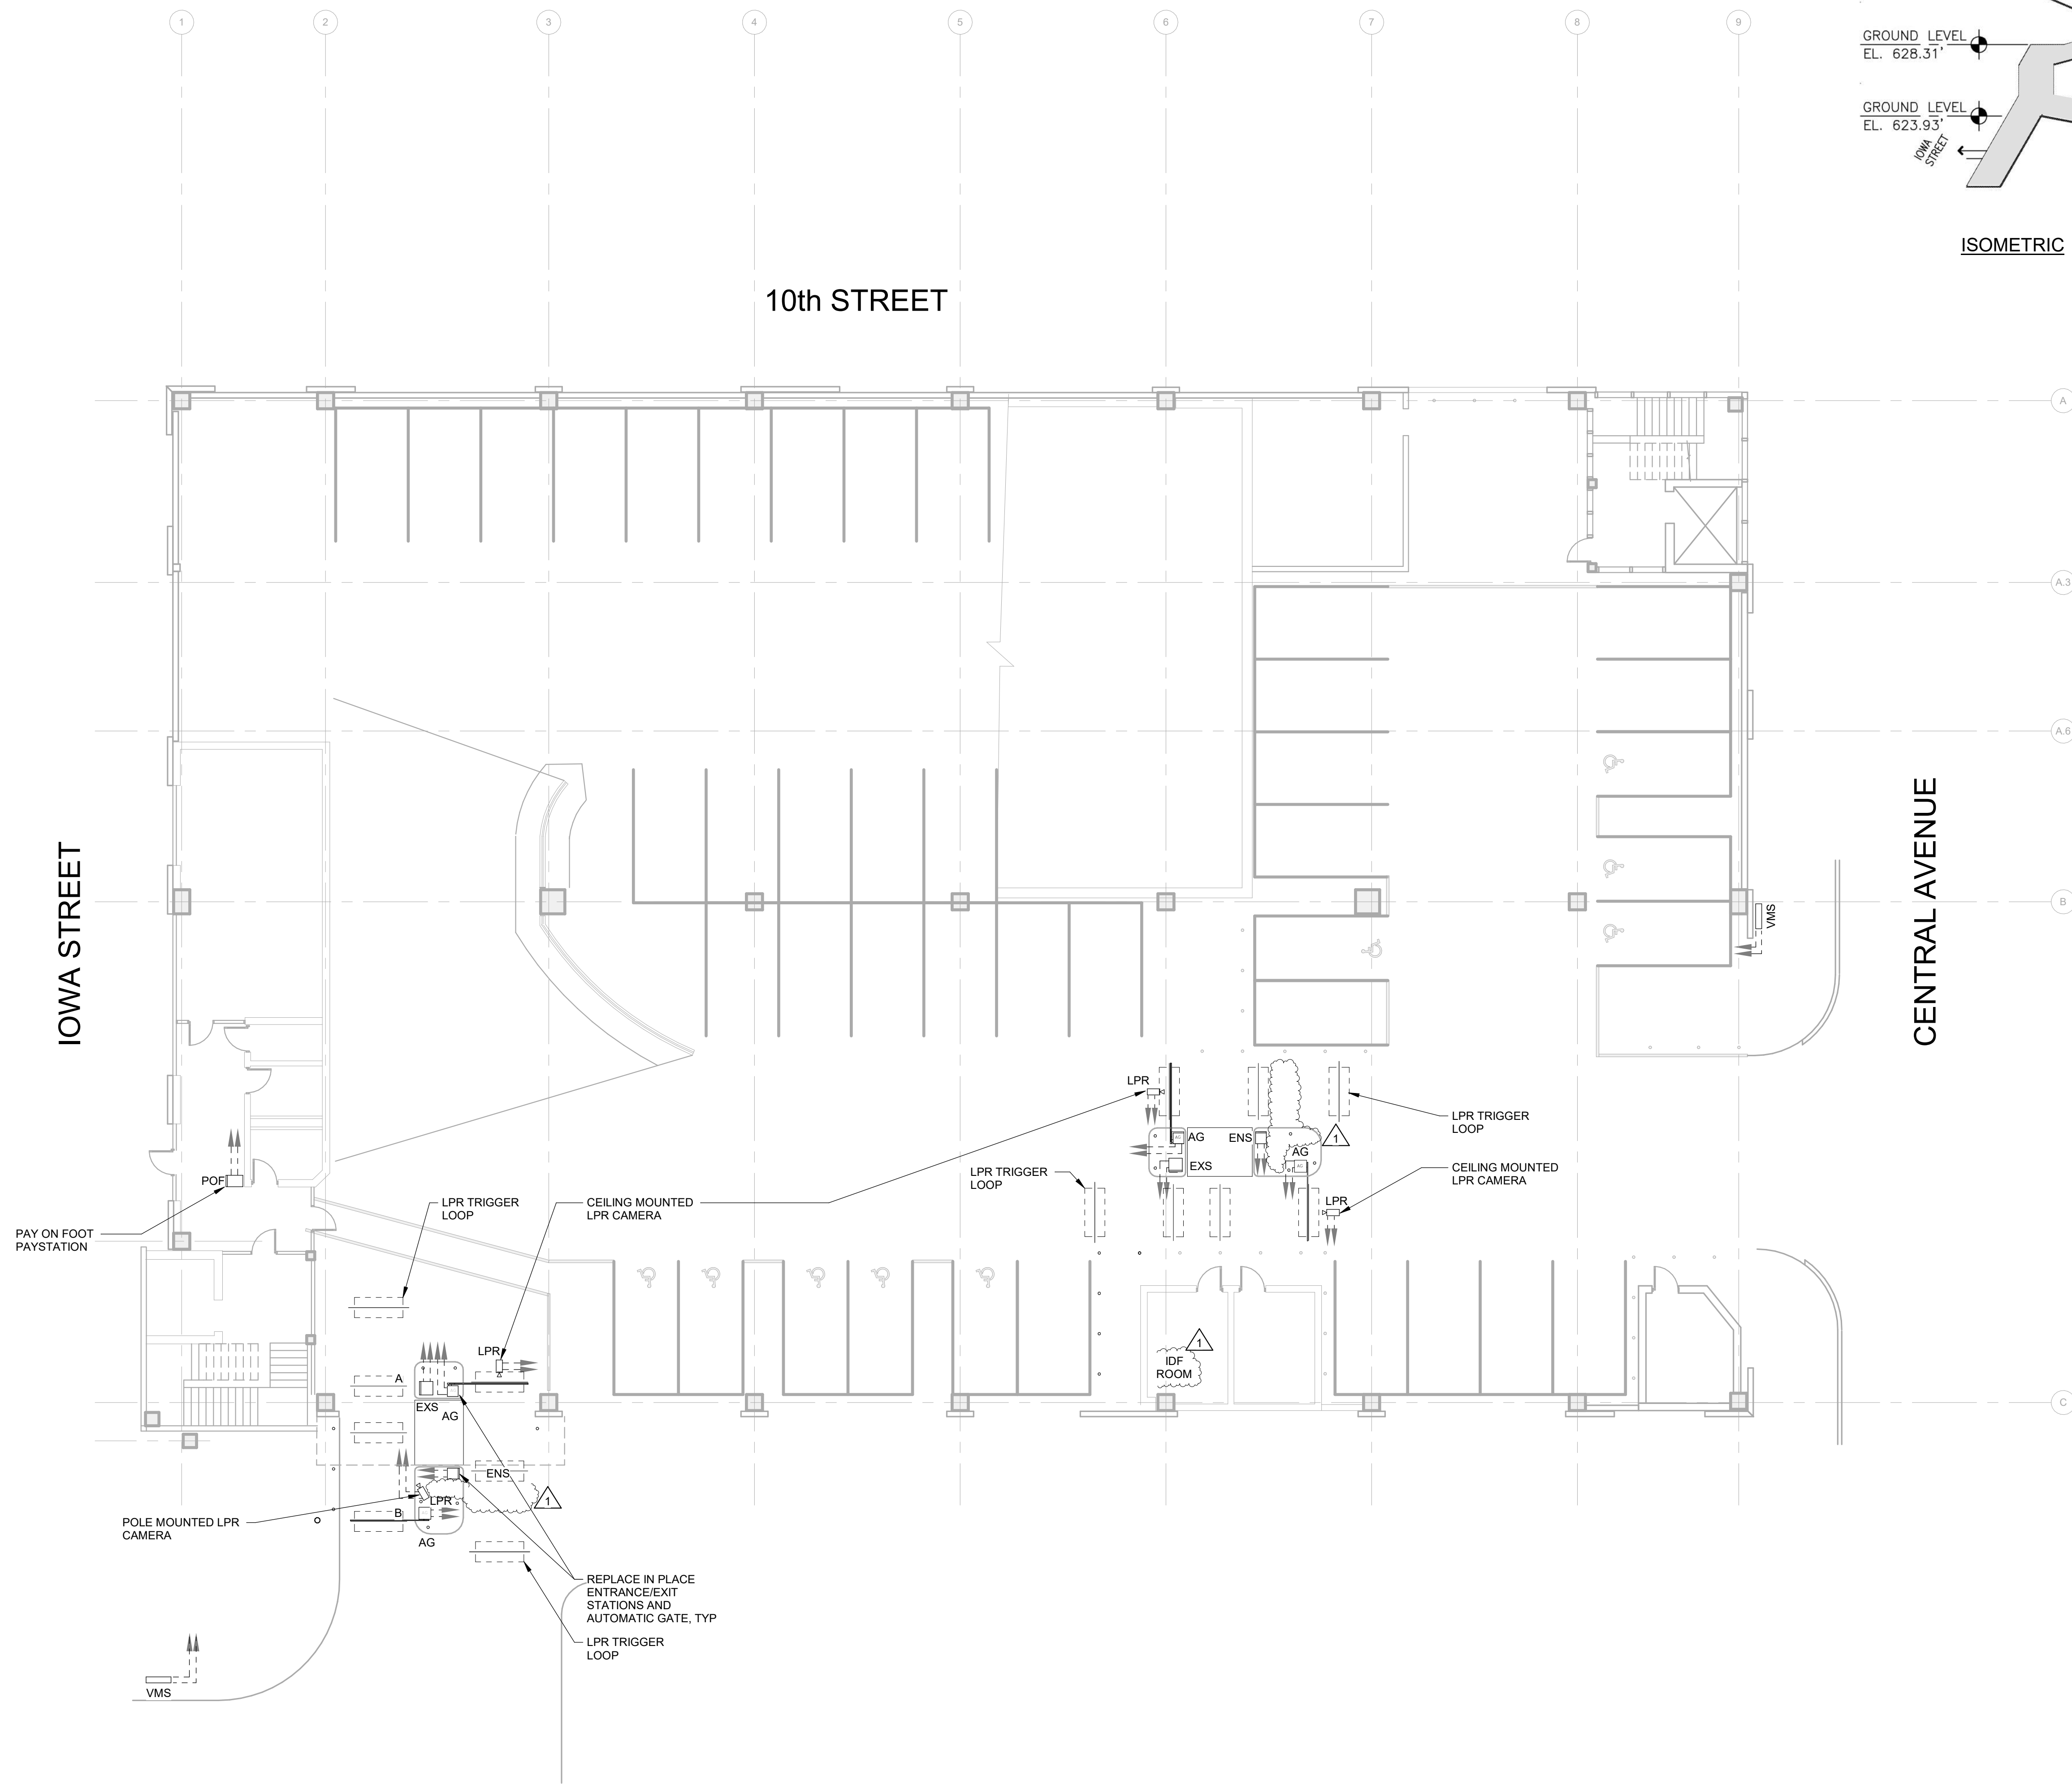 1
2
3
4
5
6
7
8
9
GROUND LEVEL
EL. 628.31'
GROUND LEVEL
EL. 623.93'
IOWA
STREET
ISOMETRIC
10th STREET
A
A.3
A.6
B
C
IOWA STREET
CENTRAL AVENUE
VMS
LPR
LPR TRIGGER
LOOP
AG
ENS
1
EXS
AG
AG
AG
CEILING MOUNTED
LPR CAMERA
LPR TRIGGER
LOOP
LPR
POF
PAY ON FOOT
PAYSTATION
LPR TRIGGER
LOOP
CEILING MOUNTED
LPR CAMERA
LPR
1
IDF
ROOM
A
EXS
AG
ENS
LPR
1
B
AG
POLE MOUNTED LPR
CAMERA
REPLACE IN PLACE
ENTRANCE/EXIT
STATIONS AND
AUTOMATIC GATE, TYP
LPR TRIGGER
LOOP
VMS